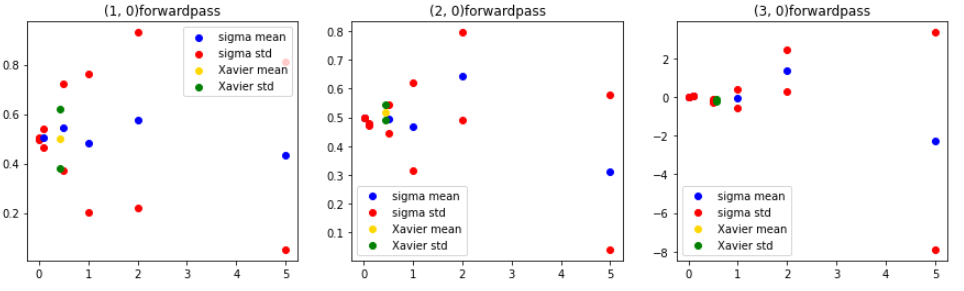 (1, 0)forwardpass
0.8
0.6
0.4
0.2
0 1 2 3 4 5
sigma mean
sigma std
Xavier mean
Xavier std
(2, 0)forwardpass
0.8
0.7
0.6
0.5
0.4
0.3
0.2
0.1
0 1 2 3 4 5
sigma mean
sigma std
Xavier mean
Xavier std
(3, 0)forwardpass
2
0
−2
−4
−6
−8
0 1 2 3 4 5
sigma mean
sigma std
Xavier mean
Xavier std